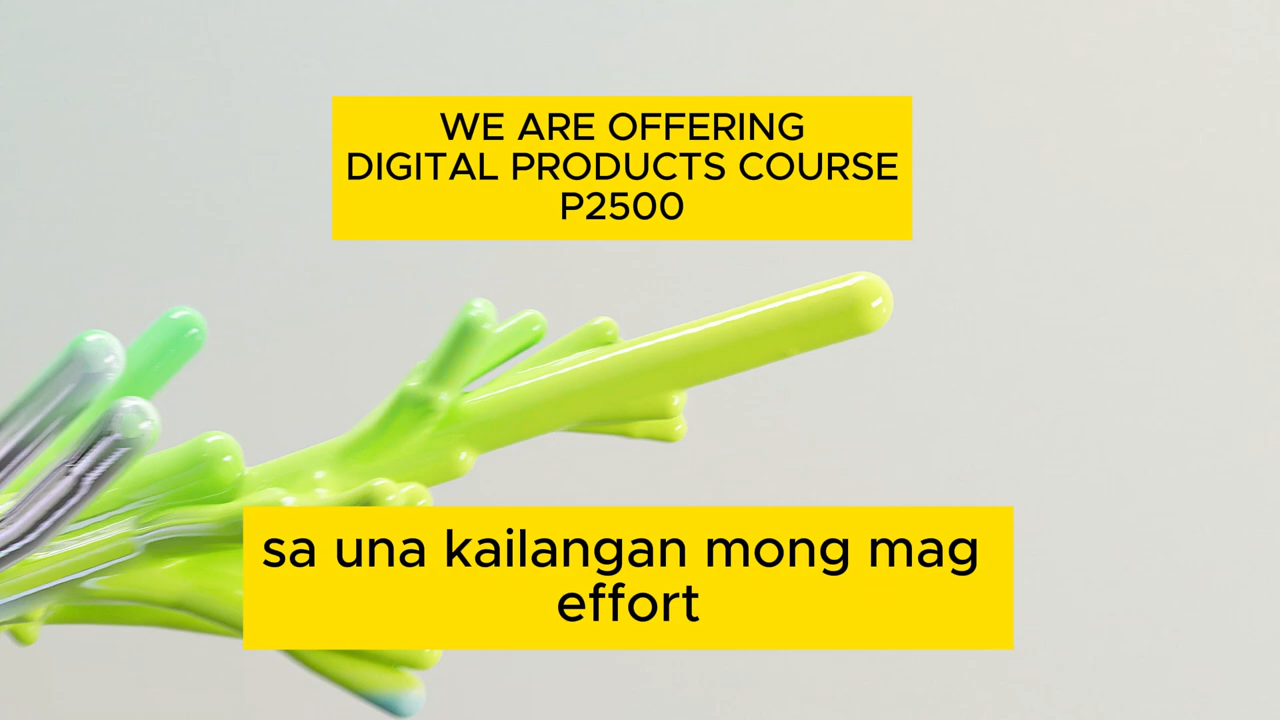 WE ARE OFFERING
DIGITAL PRODUCTS COURSE
P2500
sa una kailangan mong mag
effort